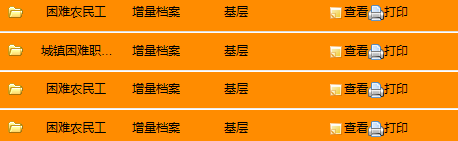 困难农民工 增量档案 基层 查看 打印
城镇困难职... 增量档案 基层 查看 打印
困难农民工 增量档案 基层 查看 打印
困难农民工 增量档案 基层 查看 打印